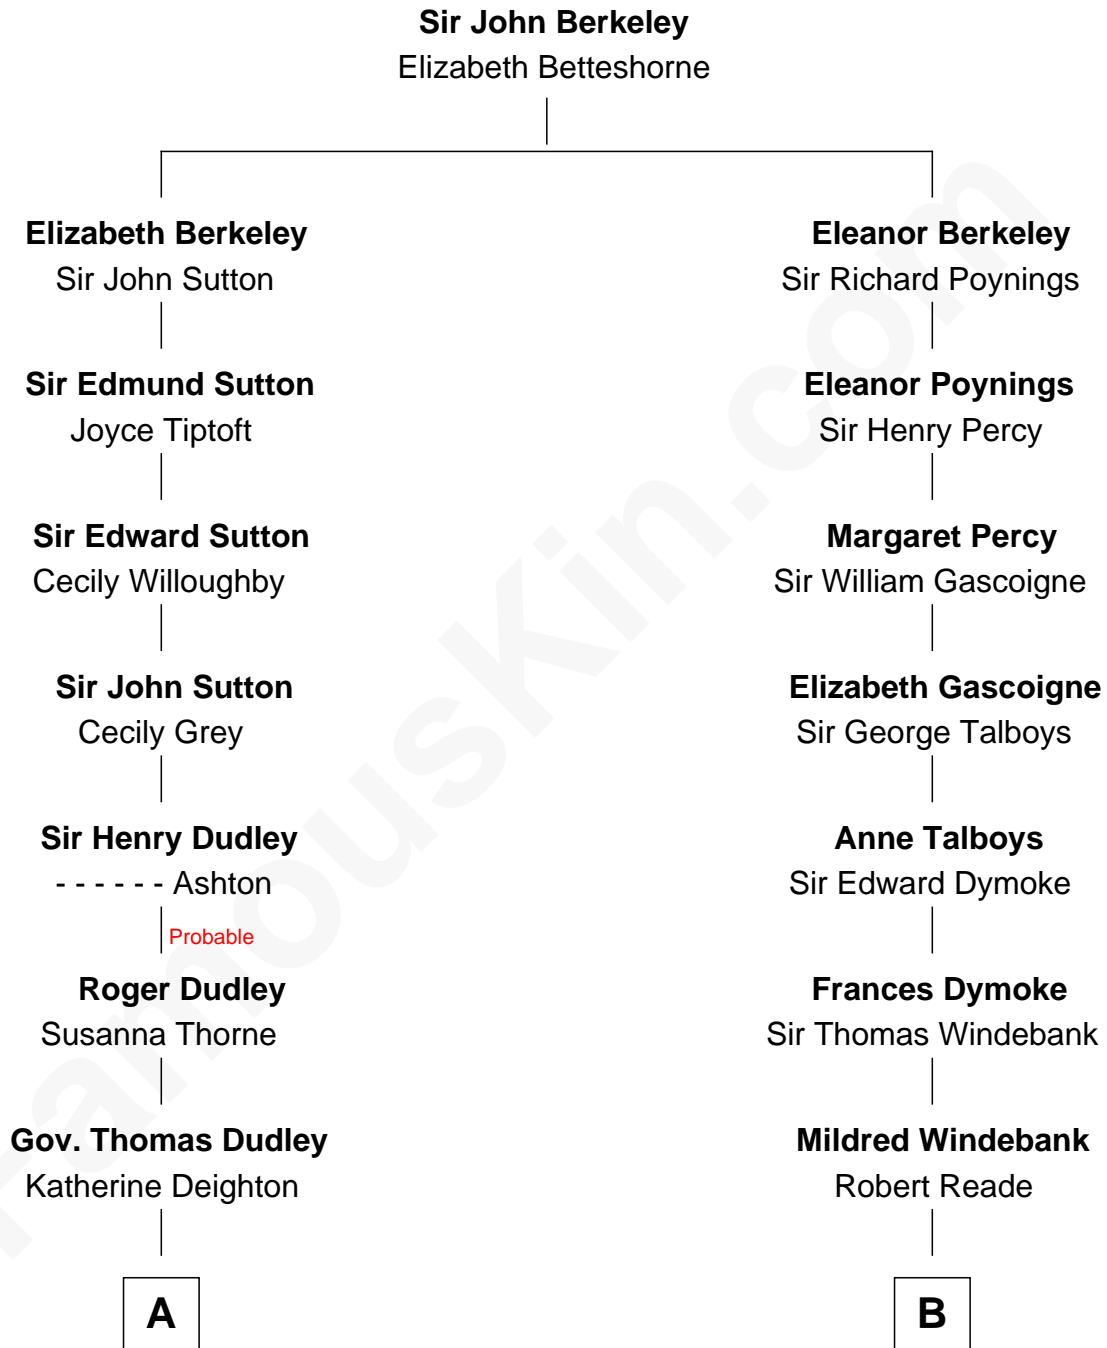 Sir John Berkeley
Elizabeth Betteshorne
Elizabeth Berkeley
Sir John Sutton
Sir Edmund Sutton
Joyce Tiptoft
Sir Edward Sutton
Cecily Willoughby
Sir John Sutton
Cecily Grey
Sir Henry Dudley
- - - - - - Ashton
Probable
Roger Dudley
Susanna Thorne
Gov. Thomas Dudley
Katherine Deighton
A
Eleanor Berkeley
Sir Richard Poynings
Eleanor Poynings
Sir Henry Percy
Margaret Percy
Sir William Gascoigne
Elizabeth Gascoigne
Sir George Talboys
Anne Talboys
Sir Edward Dymoke
Frances Dymoke
Sir Thomas Windebank
Mildred Windebank
Robert Reade
B
FamousKin.com